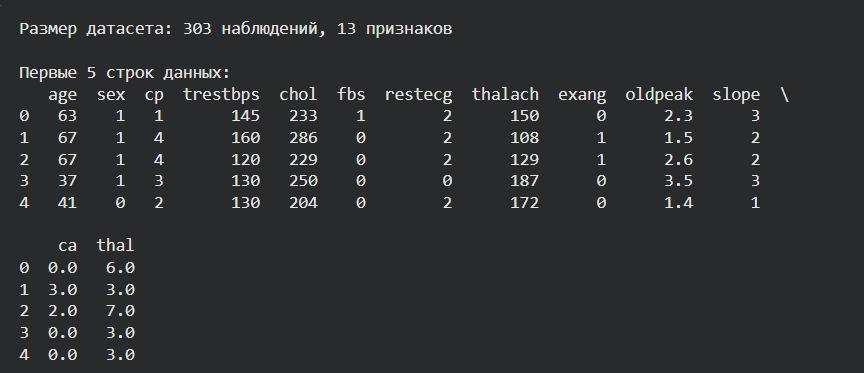 Размер датасета: 303 наблюдений, 13 признаков
Первые 5 строк данных:
age sex cp trestbps chol fbs restecg thalach exang oldpeak slope \
0 63 1 1 145 233 1 2 150 0 2.3 3
1 67 1 4 160 286 0 2 108 1 1.5 2
2 67 1 4 120 229 0 2 129 1 2.6 2
3 37 1 3 130 250 0 0 187 0 3.5 3
4 41 0 2 130 204 0 2 172 0 1.4 1
ca thal
0 0.0 6.0
1 3.0 3.0
2 2.0 7.0
3 0.0 3.0
4 0.0 3.0